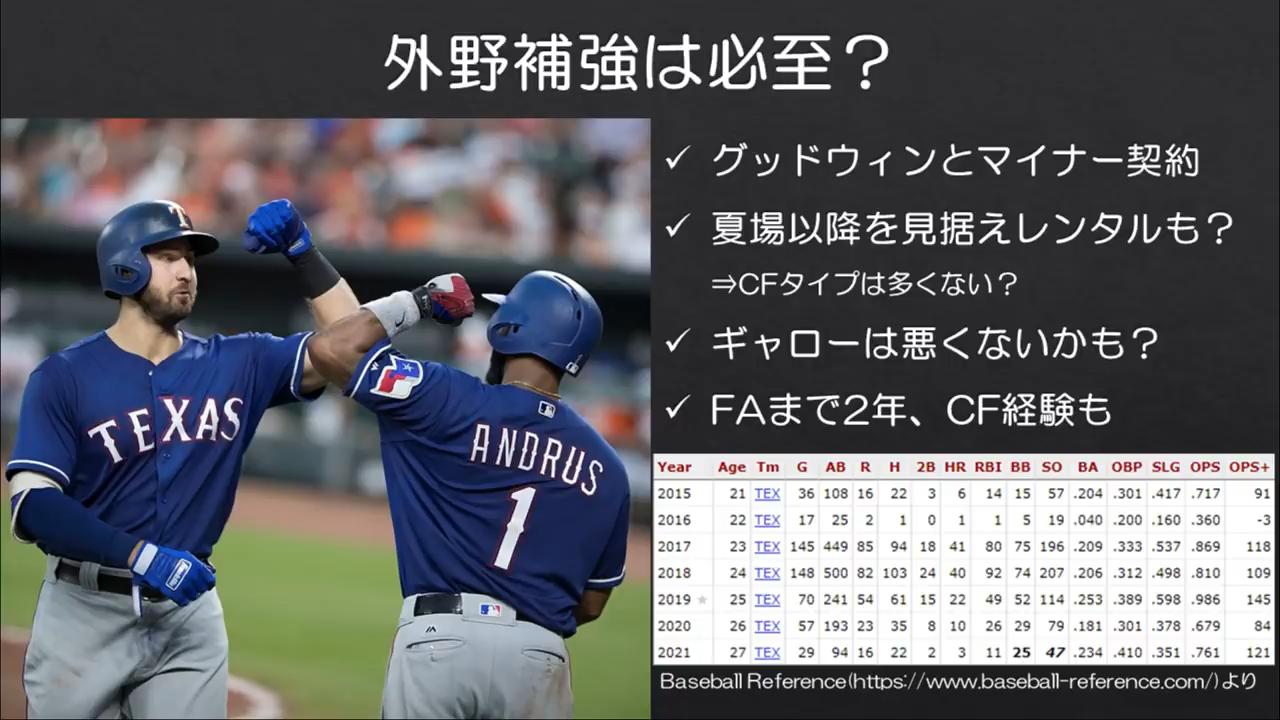 外野補強は必至？
✓ グッドウィンとマイナー契約
✓ 夏場以降を見据えレンタルも？
⇒CFタイプは多くない？
✓ ギャローは悪くないかも？
✓ FAまで2年、CF経験も
TEXAS
ANDRUS
1
T
Year Age Tm G AB R H 2B HR RBI BB SO BA OBP SLG OPS OPS+
2015 21 TEX 36 108 16 22 3 6 14 15 57 .204 .301 .417 .717 91
2016 22 TEX 17 25 2 1 0 1 1 5 19 .040 .200 .160 .360 -3
2017 23 TEX 145 449 85 94 18 41 80 75 196 .209 .333 .537 .869 118
2018 24 TEX 148 500 82 103 24 40 92 74 207 .206 .312 .498 .810 109
2019 ★ 25 TEX 70 241 54 61 15 22 49 52 114 .253 .389 .598 .986 145
2020 26 TEX 57 193 23 35 8 10 26 29 79 .181 .301 .378 .679 84
2021 27 TEX 29 94 16 22 2 3 11 25 47 .234 .410 .351 .761 121
Baseball Reference(https://www.baseball-reference.com/)より